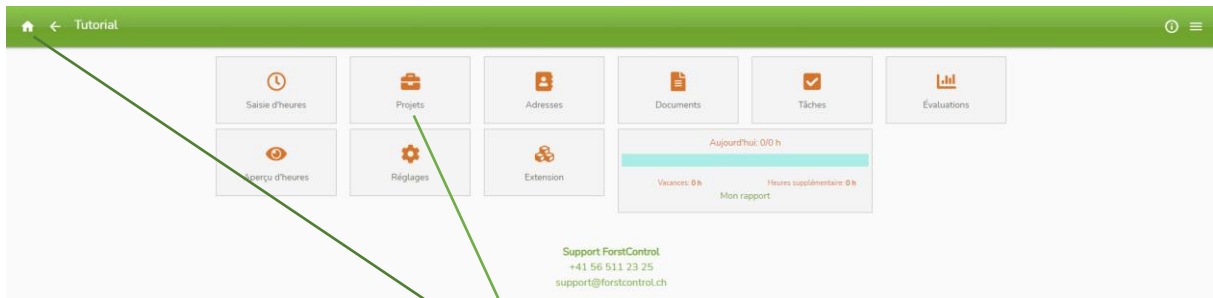 Tutorial
Saisie d'heures
Projets
Adresses
Documents
Tâches
Évaluations
Aperçu d'heures
Réglages
Extension
Aujourd'hui: 0/0 h
Vacances: 0 h
Heures supplémentaire: 0 h
Mon rapport
Support ForstControl
+41 56 511 23 25
support@forstcontrol.ch